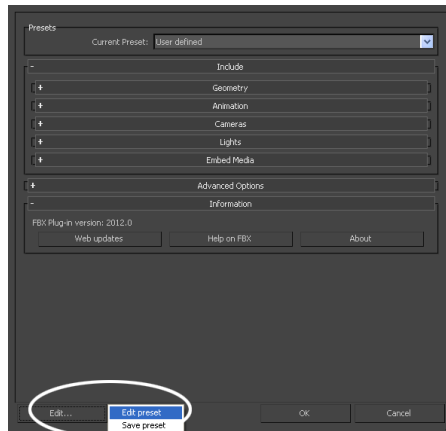 Presets
Current Preset: User defined
- Include
+ Geometry
+ Animation
+ Cameras
+ Lights
+ Embed Media
+ Advanced Options
- Information
FBX Plug-in version: 2012.0
Web updates Help on FBX About
Edit... Edit preset OK Cancel
Save preset